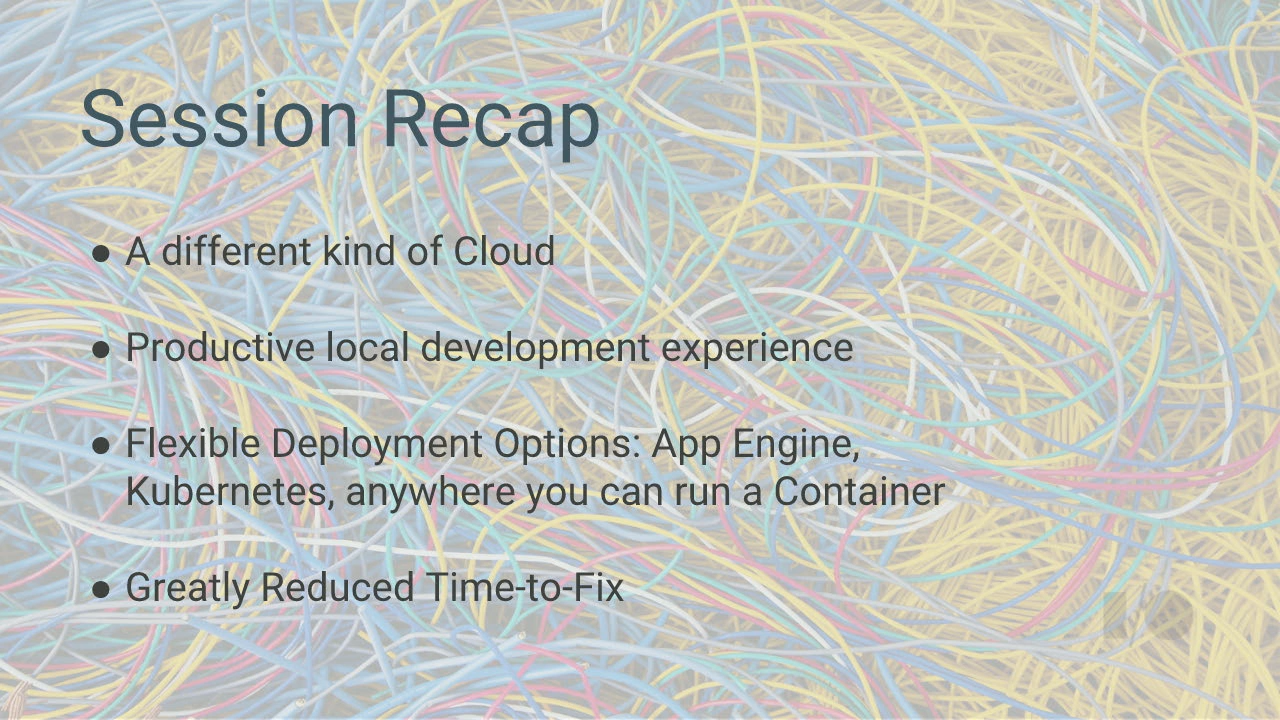 Session Recap
● A different kind of Cloud
● Productive local development experience
● Flexible Deployment Options: App Engine,
Kubernetes, anywhere you can run a Container
● Greatly Reduced Time-to-Fix